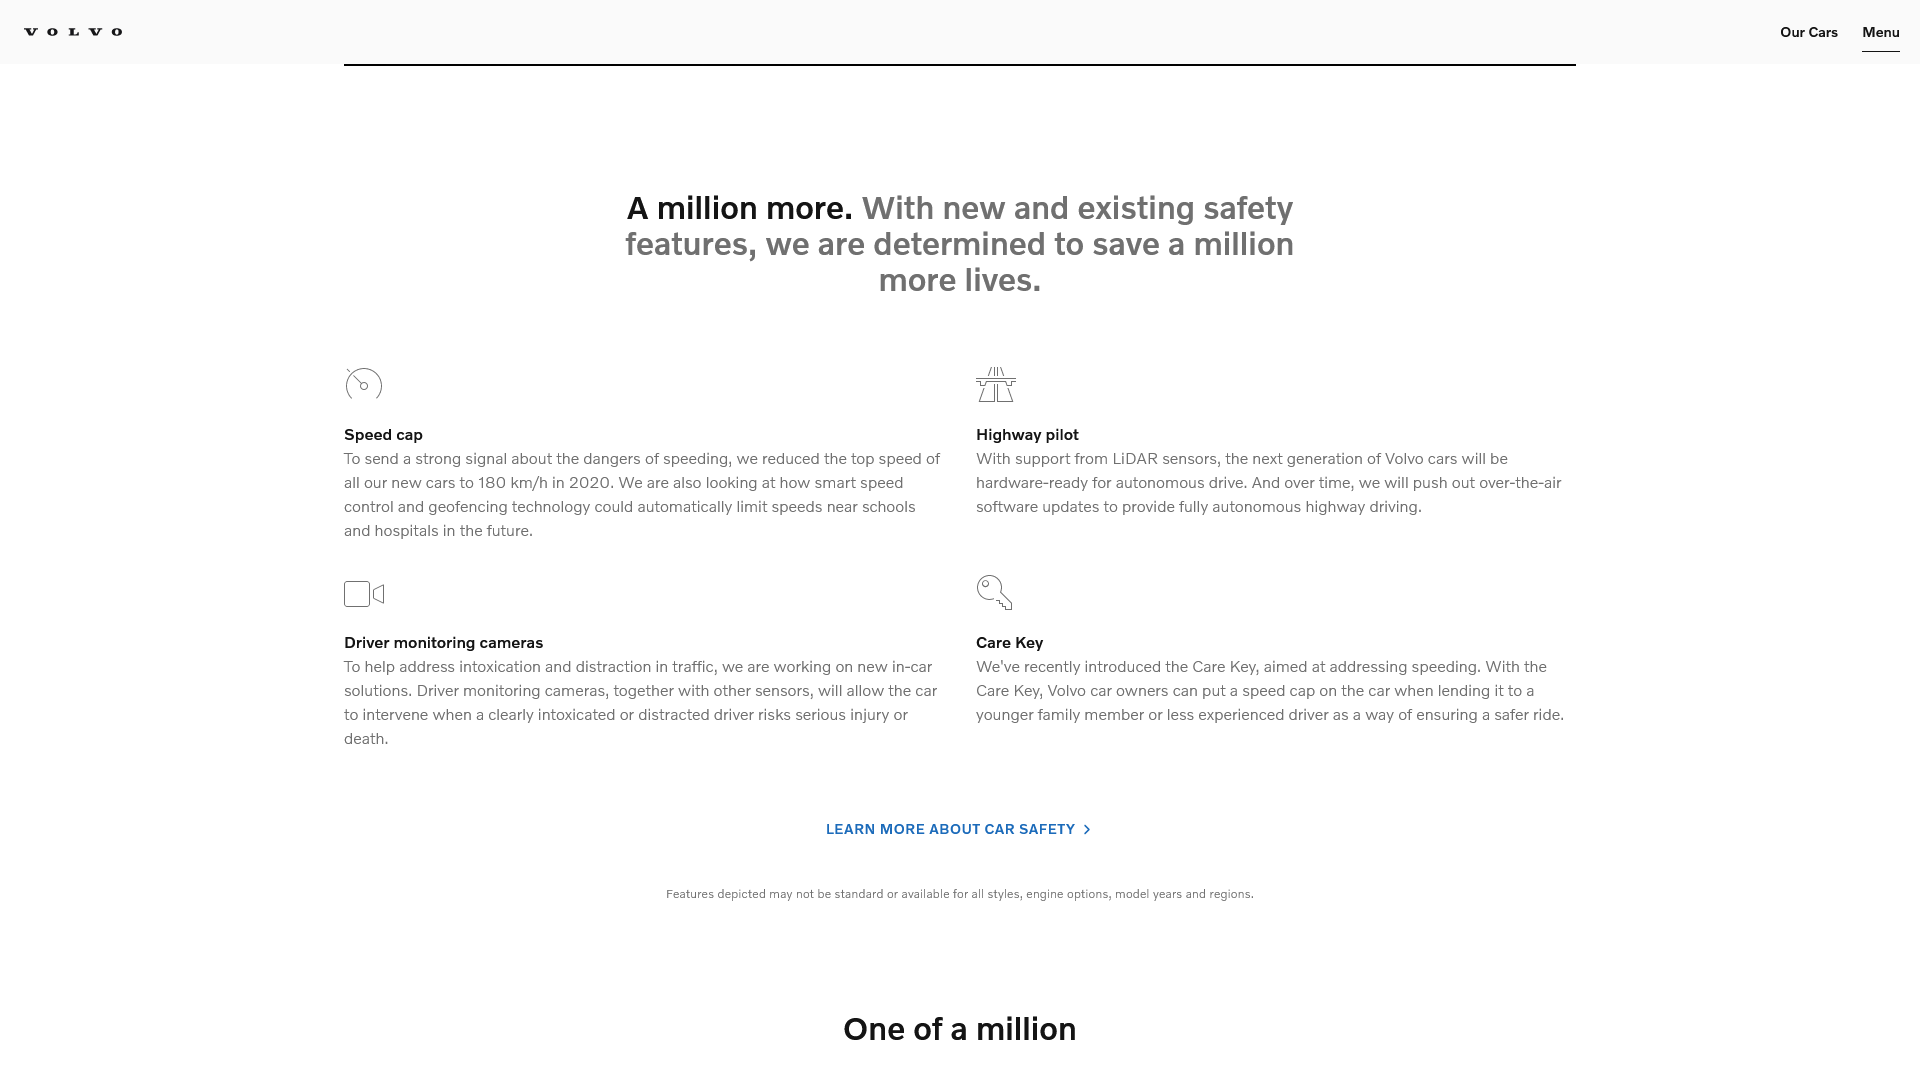 VOLVO
Our Cars
Menu
A million more. With new and existing safety
features, we are determined to save a million
more lives.
Speed cap
To send a strong signal about the dangers of speeding, we reduced the top speed of
all our new cars to 180 km/h in 2020. We are also looking at how smart speed
control and geofencing technology could automatically limit speeds near schools
and hospitals in the future.
Highway pilot
With support from LiDAR sensors, the next generation of Volvo cars will be
hardware-ready for autonomous drive. And over time, we will push out over-the-air
software updates to provide fully autonomous highway driving.
Driver monitoring cameras
To help address intoxication and distraction in traffic, we are working on new in-car
solutions. Driver monitoring cameras, together with other sensors, will allow the car
to intervene when a clearly intoxicated or distracted driver risks serious injury or
death.
Care Key
We've recently introduced the Care Key, aimed at addressing speeding. With the
Care Key, Volvo car owners can put a speed cap on the car when lending it to a
younger family member or less experienced driver as a way of ensuring a safer ride.
LEARN MORE ABOUT CAR SAFETY
Features depicted may not be standard or available for all styles, engine options, model years and regions.
One of a million